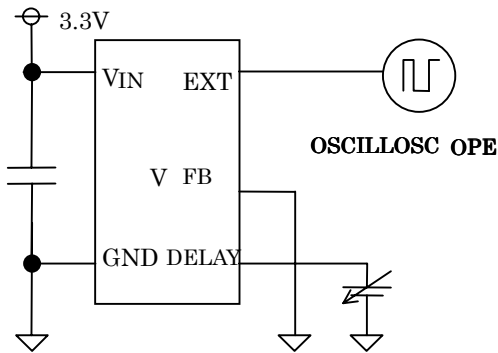 3.3V
VIN EXT
OSCILLOSC OPE
V FB
GND DELAY